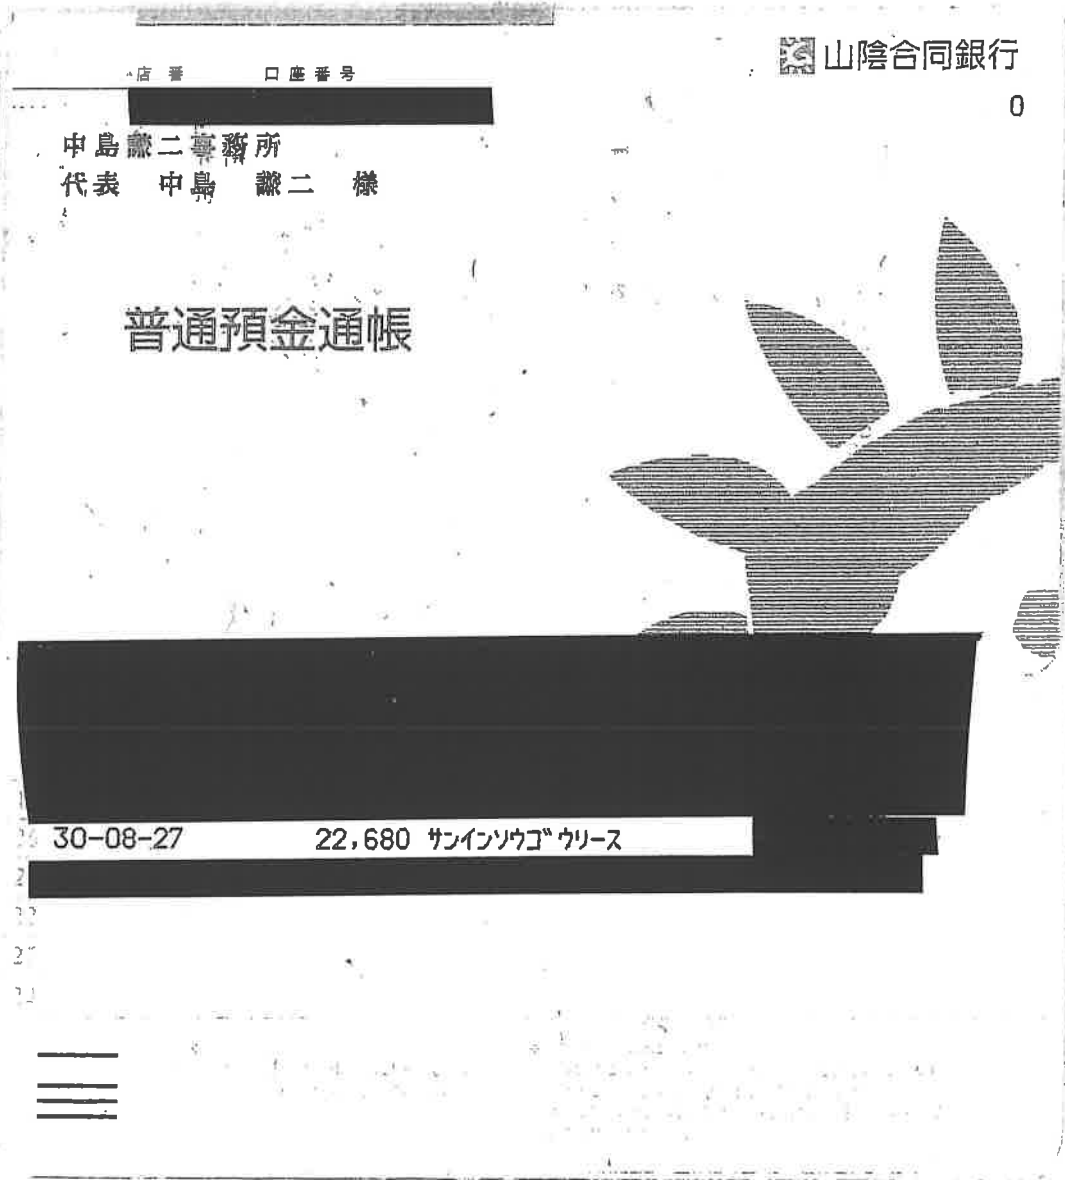 店番 口座番号
山陰合同銀行
0
中島謙二事務所
代表 中島 謙二 様
普通預金通帳
30-08-27 22,680 サンインソウゴウリース